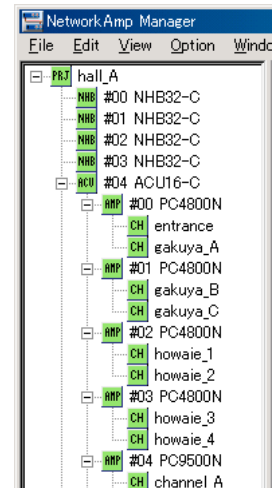 NetworkAmp Manager
File Edit View Option Windo
PRJ hall_A
NHB #00 NHB32-C
NHB #01 NHB32-C
NHB #02 NHB32-C
NHB #03 NHB32-C
ACU #04 ACU16-C
AMP #00 PC4800N
CH entrance
CH gakuya_A
AMP #01 PC4800N
CH gakuya_B
CH gakuya_C
AMP #02 PC4800N
CH howaie_1
CH howaie_2
AMP #03 PC4800N
CH howaie_3
CH howaie_4
AMP #04 PC9500N
CH channel A